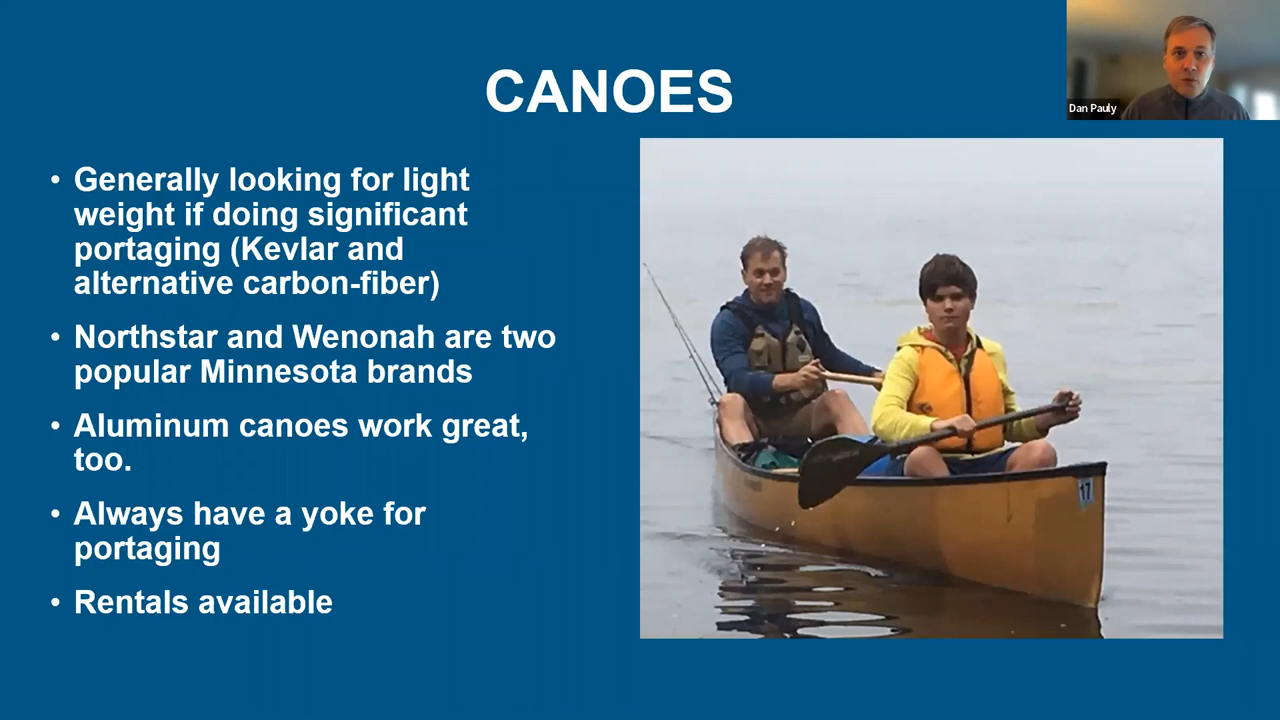 CANOES
Dan Pauly
• Generally looking for light
weight if doing significant
portaging (Kevlar and
alternative carbon-fiber)
• Northstar and Wenonah are two
popular Minnesota brands
• Aluminum canoes work great,
too.
• Always have a yoke for
portaging
• Rentals available
17